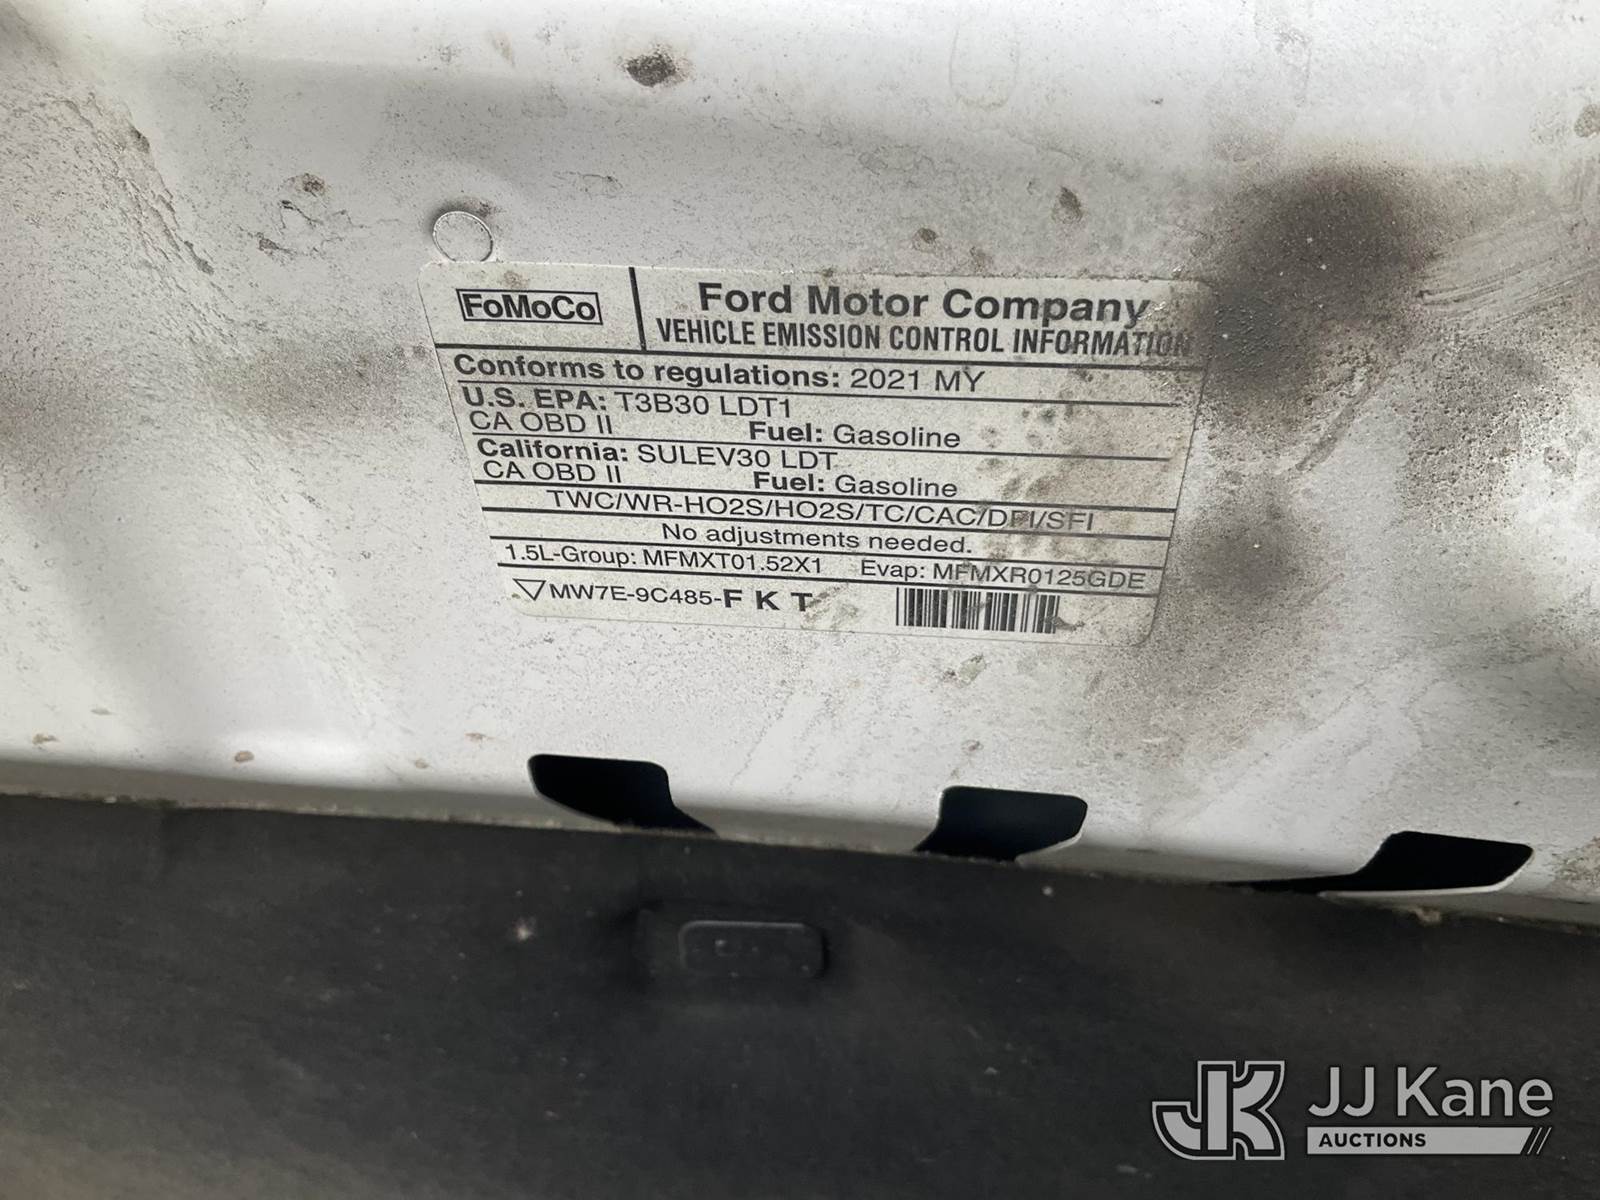 FoMoCo
Ford Motor Company
VEHICLE EMISSION CONTROL INFORMATION
Conforms to regulations: 2021 MY
U.S. EPA: T3B30 LDT1
CA OBD II Fuel: Gasoline
California: SULEV30 LDT
CA OBD II Fuel: Gasoline
TWC/WR-HO2S/HO2S/TC/CAC/DFI/SFI
No adjustments needed.
1.5L-Group: MFMXT01.52X1 Evap: MFMXR0125GDE
MW7E-9C485-F K T
JK JJ Kane
AUCTIONS